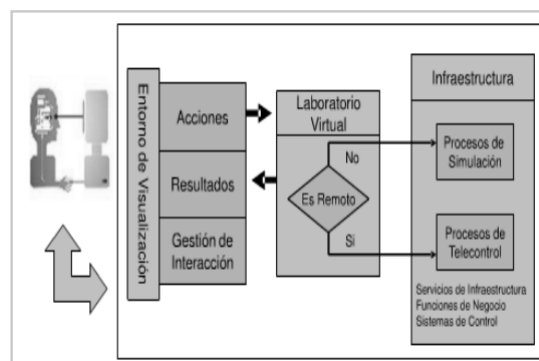 Entorno de Visualización
Acciones
Resultados
Gestión de
Interacción
Laboratorio
Virtual
No
Es Remoto
Si
Infraestructura
Procesos de
Simulación
Procesos de
Telecontrol
Servicios de Infraestructura
Funciones de Negocio
Sistemas de Control